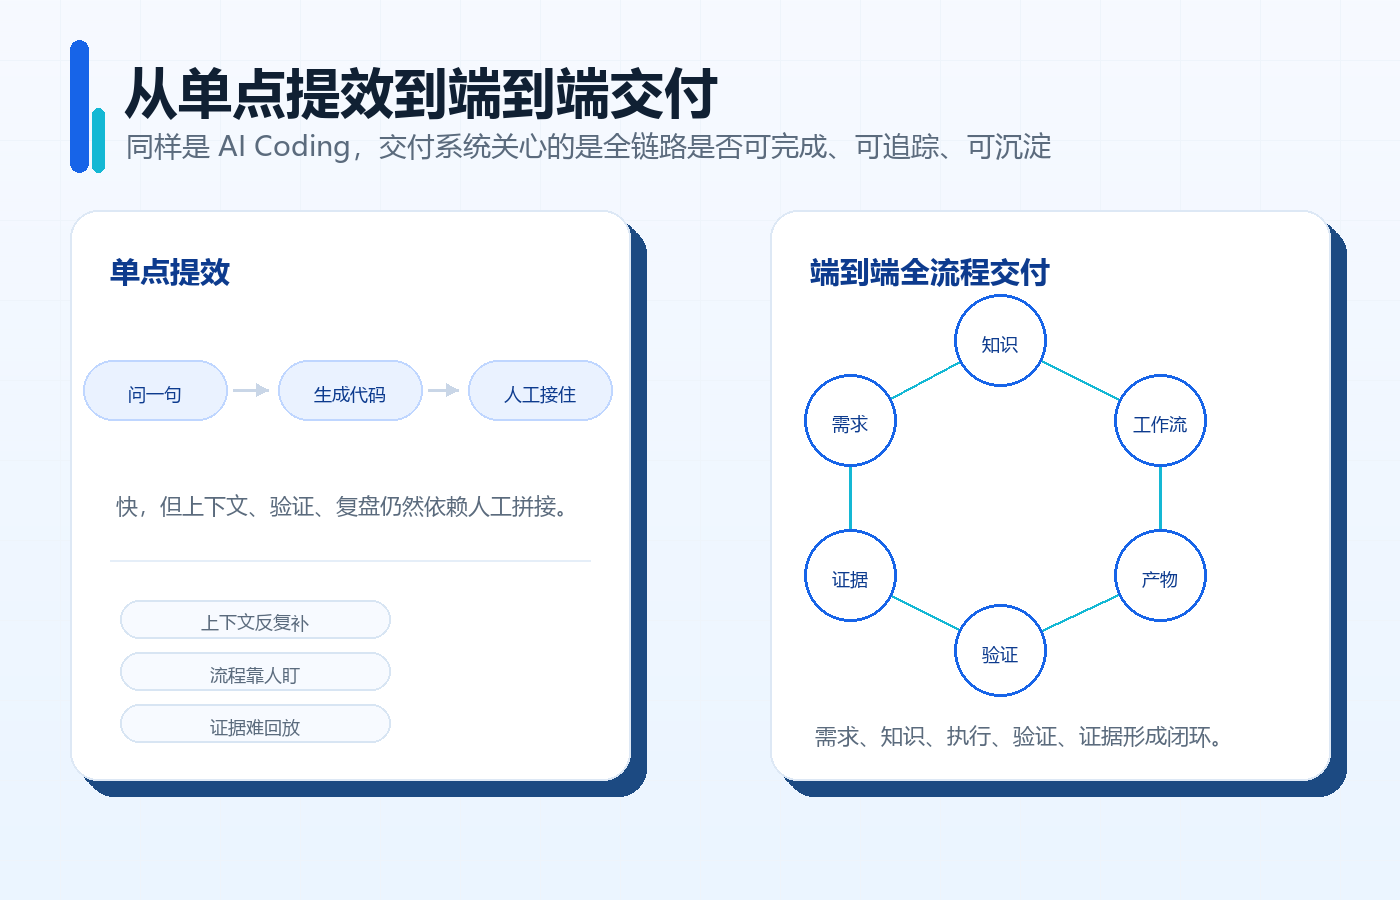 从单点提效到端到端交付
同样是 AI Coding，交付系统关心的是全链路是否可完成、可追踪、可沉淀
单点提效
问一句
生成代码
人工接住
快，但上下文、验证、复盘仍然依赖人工拼接。
上下文反复补
流程靠人盯
证据难回放
端到端全流程交付
知识
需求
工作流
证据
产物
验证
需求、知识、执行、验证、证据形成闭环。